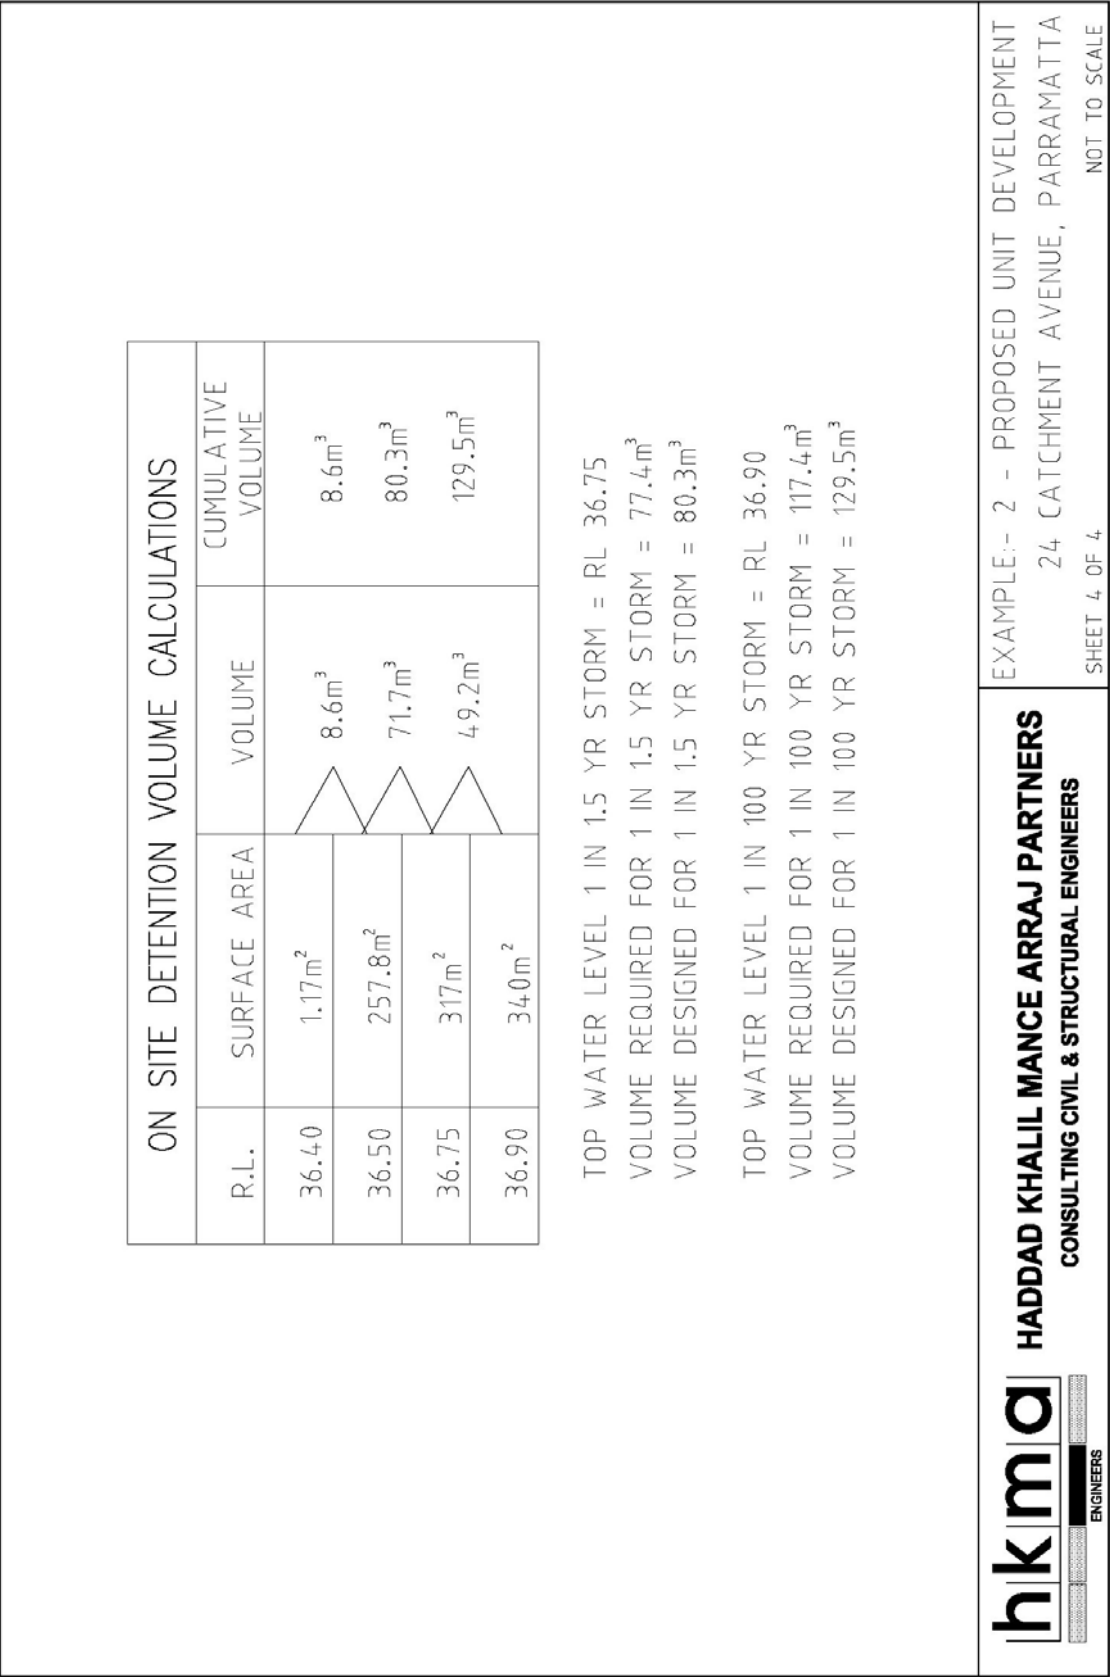 ON SITE DETENTION VOLUME CALCULATIONS
R.L. SURFACE AREA VOLUME CUMULATIVE VOLUME
36.40 1.17m²
8.6m³ 8.6m³
36.50 257.8m²
71.7m³ 80.3m³
36.75 317m²
49.2m³ 129.5m³
36.90 340m²
TOP WATER LEVEL 1 IN 1.5 YR STORM = RL 36.75
VOLUME REQUIRED FOR 1 IN 1.5 YR STORM = 77.4m³
VOLUME DESIGNED FOR 1 IN 1.5 YR STORM = 80.3m³
TOP WATER LEVEL 1 IN 100 YR STORM = RL 36.90
VOLUME REQUIRED FOR 1 IN 100 YR STORM = 117.4m³
VOLUME DESIGNED FOR 1 IN 100 YR STORM = 129.5m³
hkma
ENGINEERS
HADDAD KHALIL MANCE ARRAJ PARTNERS
CONSULTING CIVIL & STRUCTURAL ENGINEERS
EXAMPLE:- 2 - PROPOSED UNIT DEVELOPMENT
24 CATCHMENT AVENUE, PARRAMATTA
SHEET 4 OF 4 NOT TO SCALE